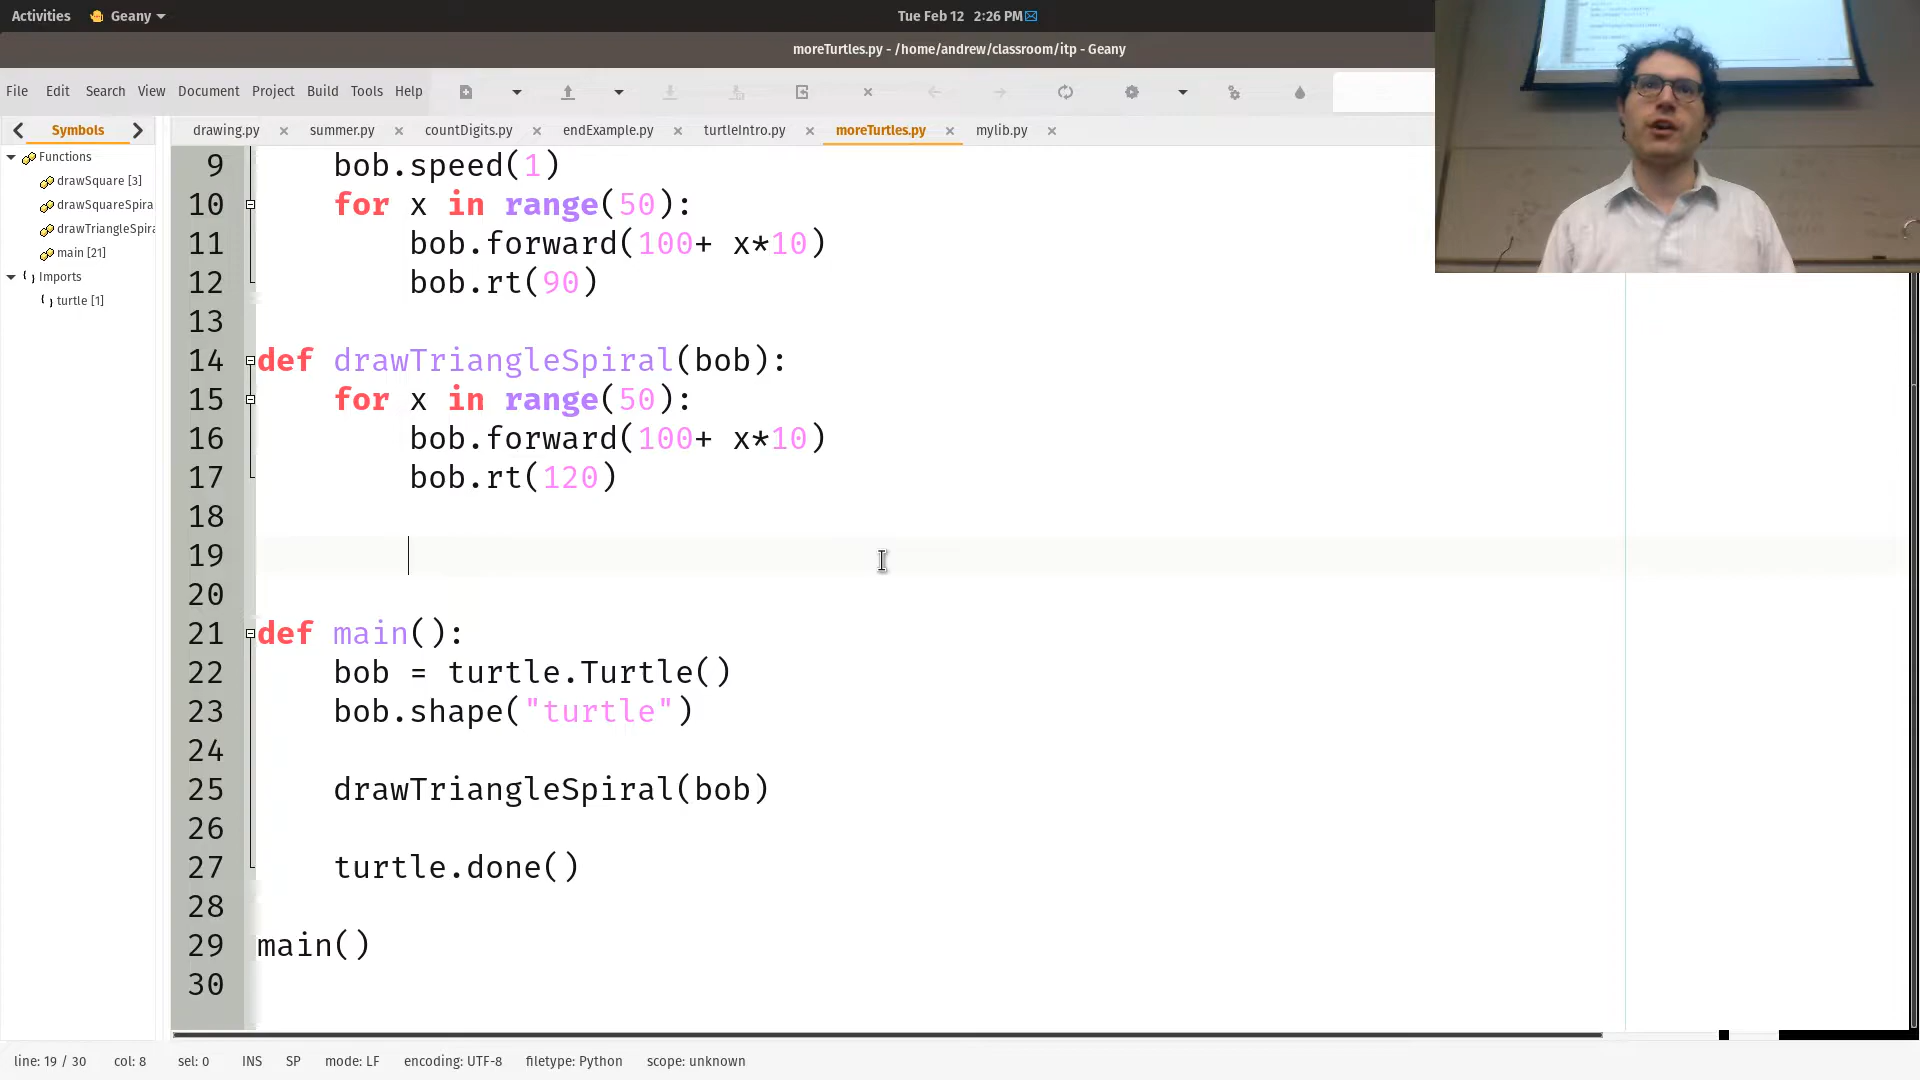 Activities Geany Tue Feb 12 2:26 PM
moreTurtles.py - /home/andrew/classroom/itp - Geany
File Edit Search View Document Project Build Tools Help
Symbols drawing.py summer.py countDigits.py endExample.py turtleIntro.py moreTurtles.py mylib.py
Functions
drawSquare [3]
drawSquareSpira
drawTriangleSpira
main [21]
Imports
turtle [1]
9 bob.speed(1)
10 for x in range(50):
11 bob.forward(100+ x*10)
12 bob.rt(90)
13
14 def drawTriangleSpiral(bob):
15 for x in range(50):
16 bob.forward(100+ x*10)
17 bob.rt(120)
18
19
20
21 def main():
22 bob = turtle.Turtle()
23 bob.shape("turtle")
24
25 drawTriangleSpiral(bob)
26
27 turtle.done()
28
29 main()
30
line: 19 / 30 col: 8 sel: 0 INS SP mode: LF encoding: UTF-8 filetype: Python scope: unknown